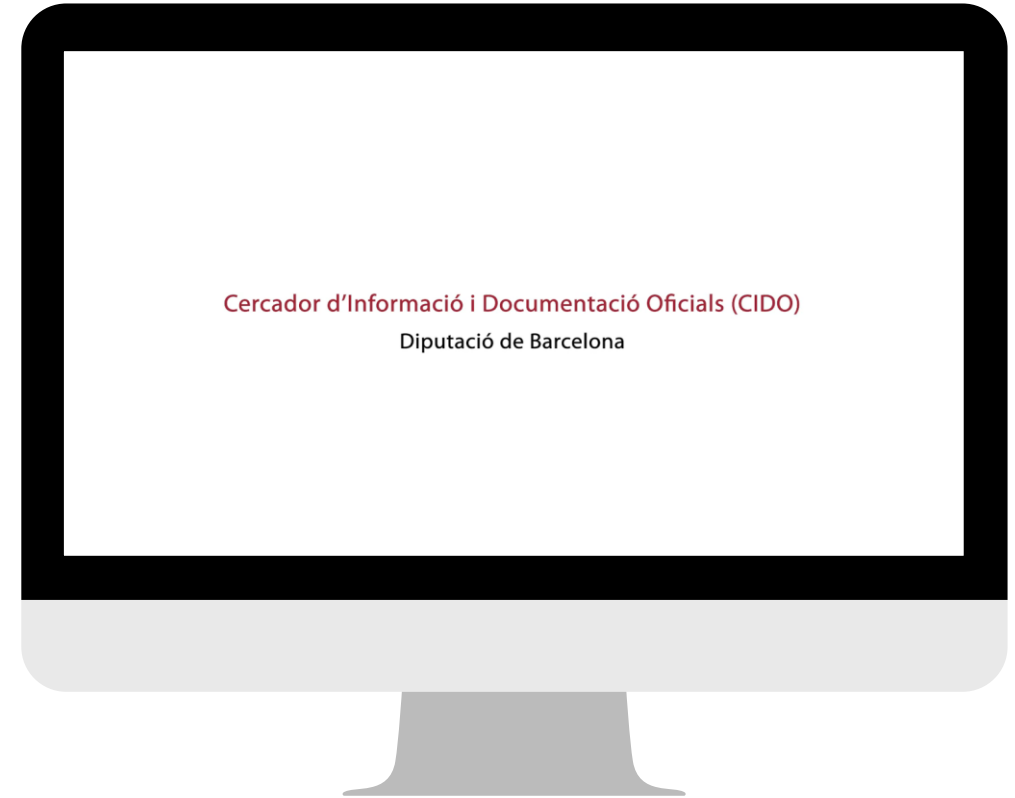 Cercador d’Informació i Documentació Oficials (CIDO)
Diputació de Barcelona